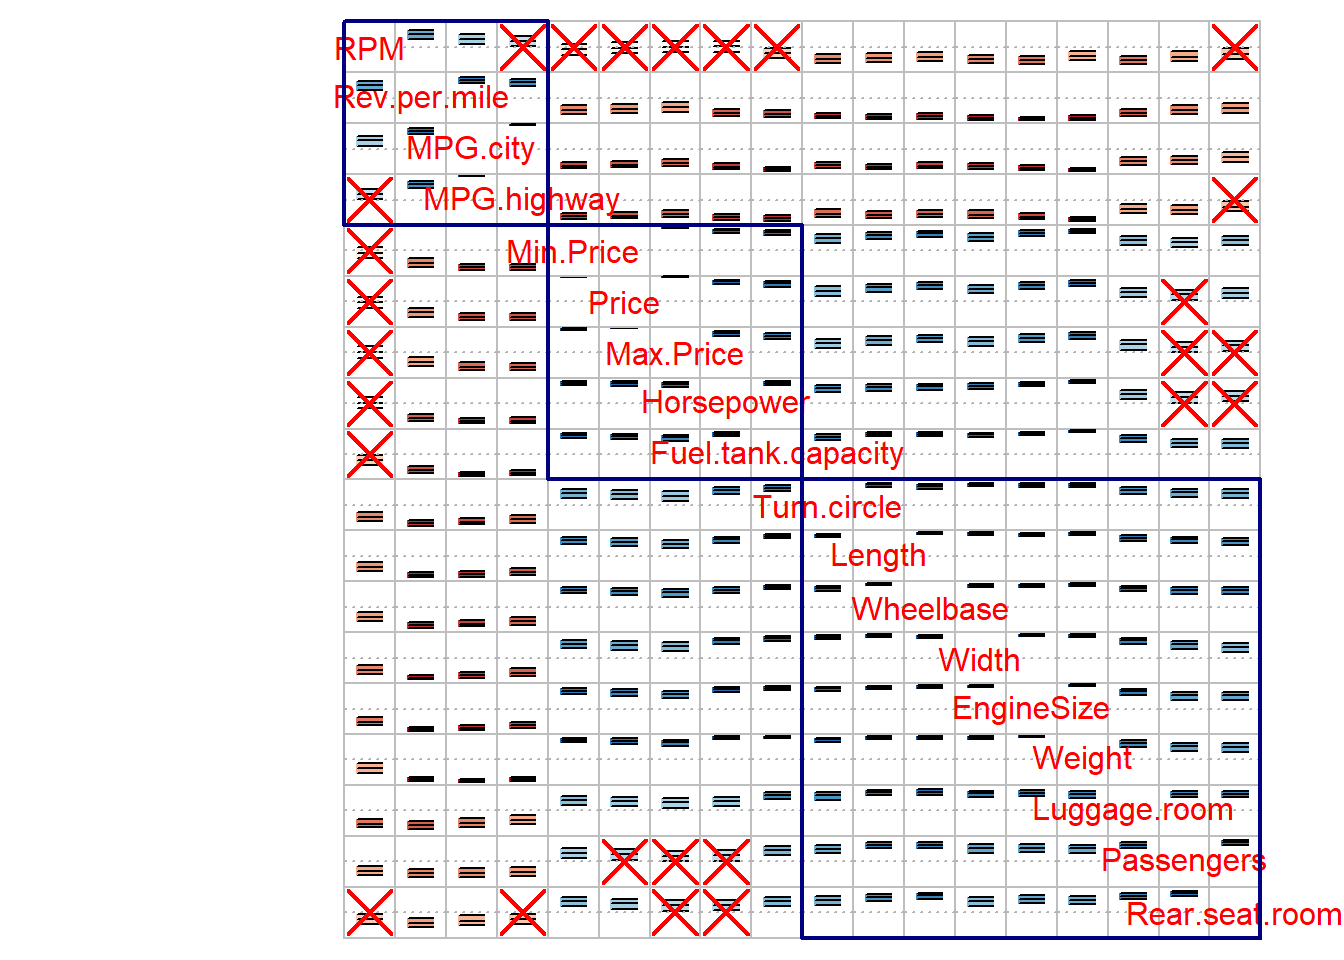 RPM
Rev.per.mile
MPG.city
MPG.highway
Min.Price
Price
Max.Price
Horsepower
Fuel.tank.capacity
Turn.circle
Length
Wheelbase
Width
EngineSize
Weight
Luggage.room
Passengers
Rear.seat.room